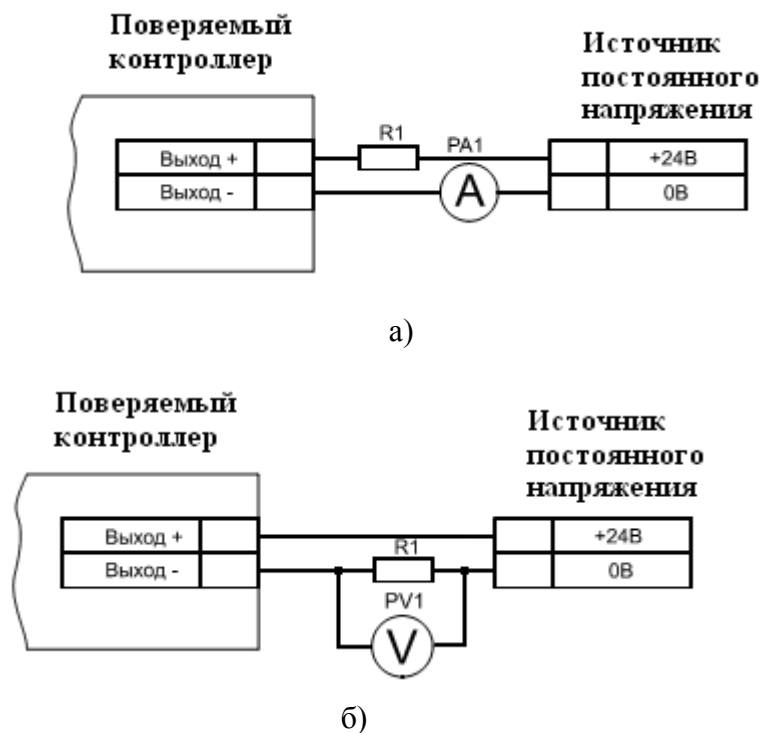 Поверяемый
контроллер
Источник
постоянного
напряжения
R1
PA1
Выход +
+24В
Выход -
A
0В
а)
Поверяемый
контроллер
Источник
постоянного
напряжения
Выход +
R1
+24В
Выход -
0В
PV1
V
б)